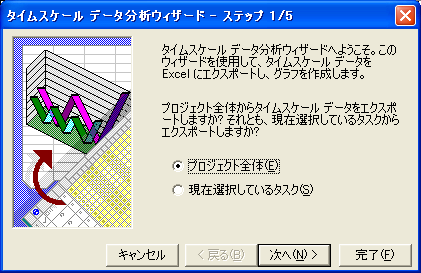 タイムスケール データ分析ウィザード - ステップ 1/5
タイムスケール データ分析ウィザードへようこそ。この
ウィザードを使用して、タイムスケール データを
Excel にエクスポートし、グラフを作成します。
プロジェクト全体からタイムスケール データをエクスポ
ートしますか? それとも、現在選択しているタスクから
エクスポートしますか?
プロジェクト全体(E)
現在選択しているタスク(S)
キャンセル
< 戻る(B)
次へ(N) >
完了(F)